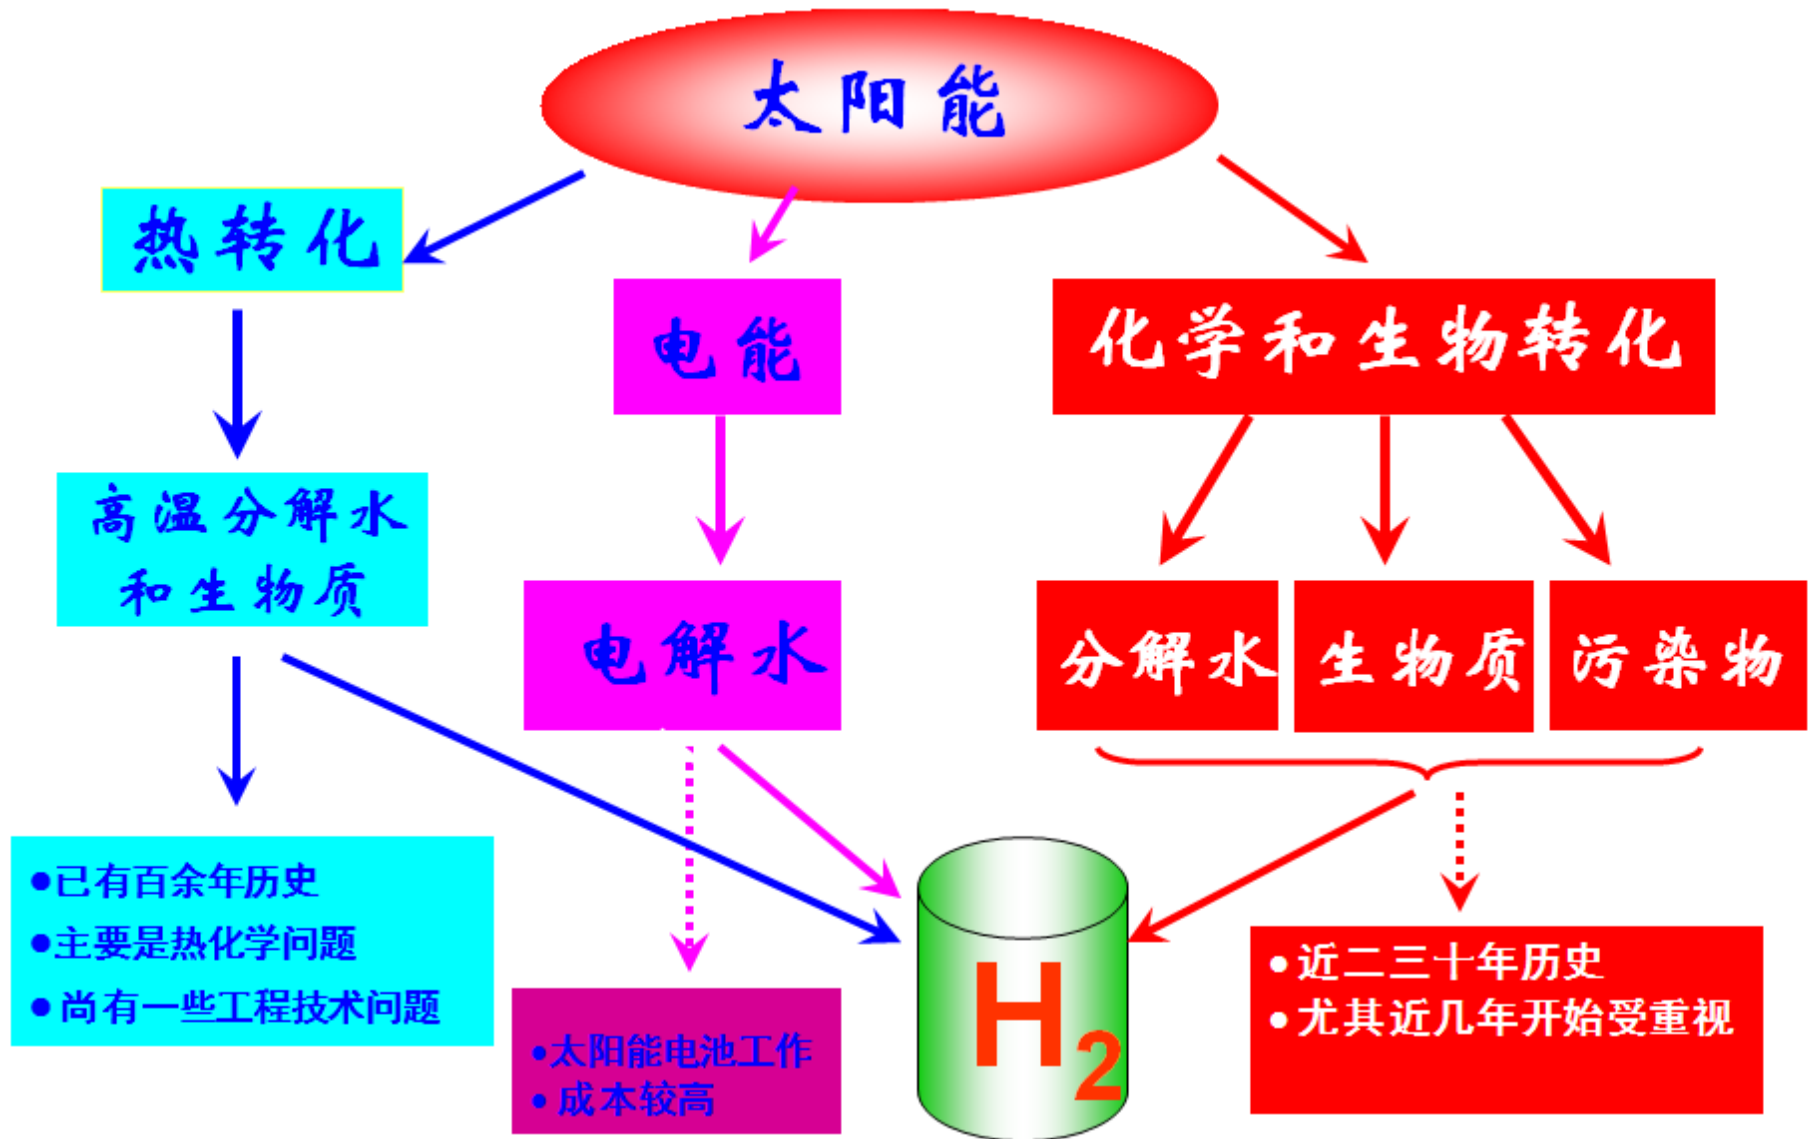 太阳能
热转化
电能
化学和生物转化
高温分解水
和生物质
电解水
分解水
生物质
污染物
●已有百余年历史
●主要是热化学问题
●尚有一些工程技术问题
●太阳能电池工作
●成本较高
H2
●近二三十年历史
●尤其近几年开始受重视